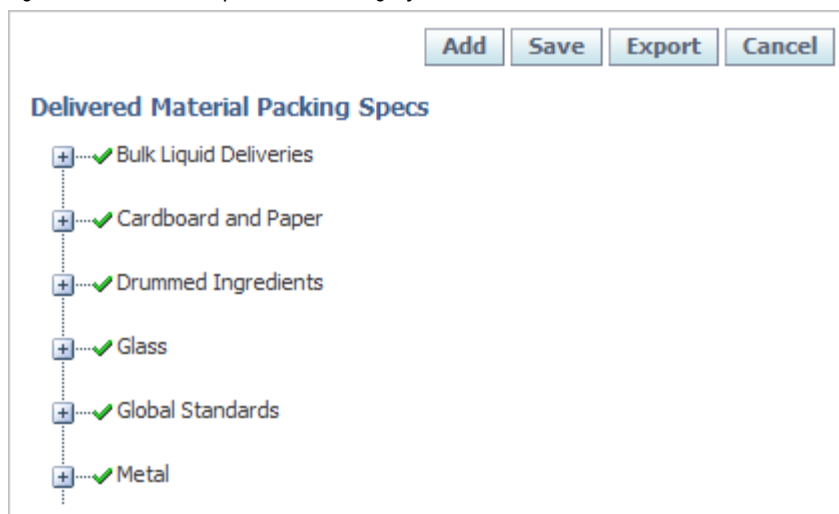 Add Save Export Cancel
Delivered Material Packing Specs
Bulk Liquid Deliveries
Cardboard and Paper
Drummed Ingredients
Glass
Global Standards
Metal